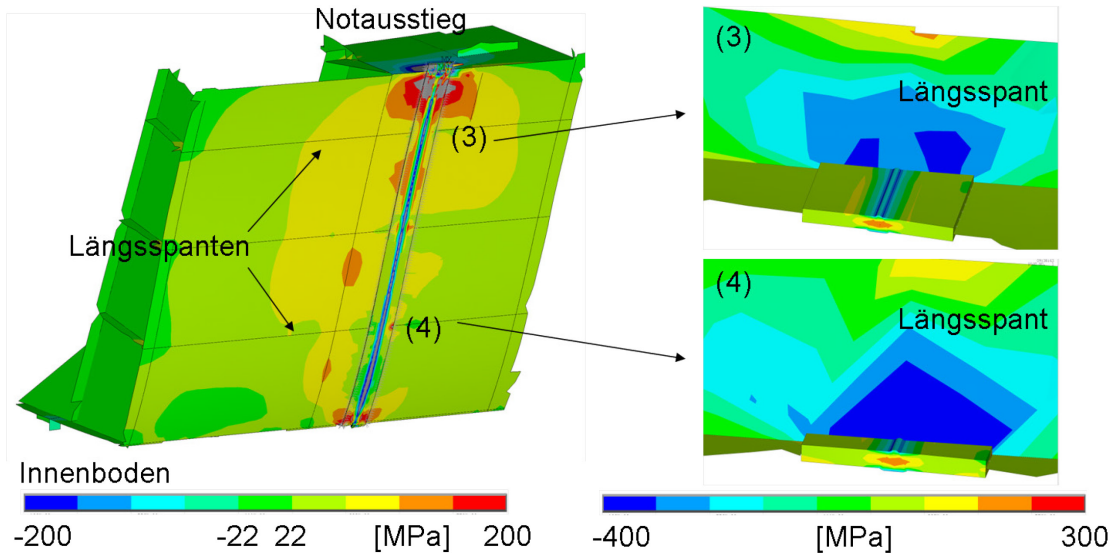 Notausstieg
(3)
Längsspanten
(4)
Innenboden
-200 -22 22 [MPa] 200
(3)
Längsspant
(4)
Längsspant
-400 [MPa] 300